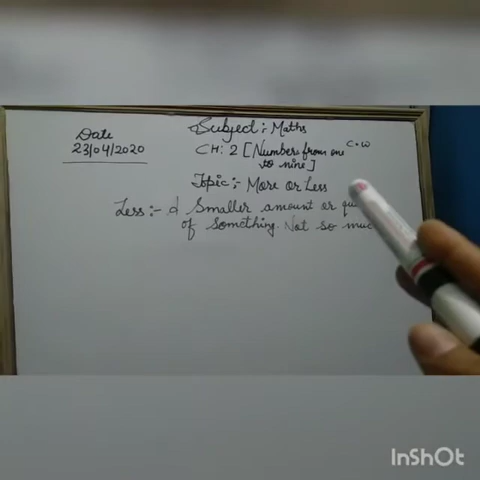 Date
23/04/2020
Subject: Maths
C.W
CH: 2 [Numbers from one
to nine]
Topic:- More or Less
Less:- A Smaller amount or
of something. Not so
InShOt